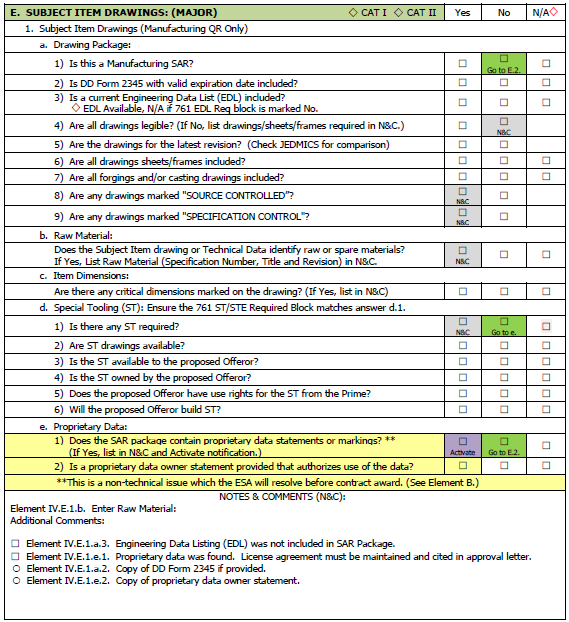 E. SUBJECT ITEM DRAWINGS: (MAJOR) ◇ CAT I ◇ CAT II Yes No N/A◇
1. Subject Item Drawings (Manufacturing QR Only)
a. Drawing Package:
1) Is this a Manufacturing SAR? ☐ ☐ ☐
Go to E.2.
2) Is DD Form 2345 with valid expiration date included? ☐ ☐ ☐
3) Is a current Engineering Data List (EDL) included? ☐ ☐ ☐
◇ EDL Available, N/A if 761 EDL Req block is marked No.
4) Are all drawings legible? (If No, list drawings/sheets/frames required in N&C.) ☐ ☐
N&C
5) Are the drawings for the latest revision? (Check JEDMICS for comparison) ☐ ☐
6) Are all drawings sheets/frames included? ☐ ☐ ☐
7) Are all forgings and/or casting drawings included? ☐ ☐ ☐
8) Are any drawings marked "SOURCE CONTROLLED"? ☐ ☐
N&C
9) Are any drawings marked "SPECIFICATION CONTROL"? ☐ ☐
N&C
b. Raw Material:
Does the Subject Item drawing or Technical Data identify raw or spare materials? ☐ ☐ ☐
If Yes, List Raw Material (Specification Number, Title and Revision) in N&C. N&C
c. Item Dimensions:
Are there any critical dimensions marked on the drawing? (If Yes, list in N&C) ☐ ☐ ☐
d. Special Tooling (ST): Ensure the 761 ST/STE Required Block matches answer d.1.
1) Is there any ST required? ☐ ☐ ☐
N&C Go to e.
2) Are ST drawings available? ☐ ☐ ☐
3) Is the ST available to the proposed Offeror? ☐ ☐ ☐
4) Is the ST owned by the proposed Offeror? ☐ ☐ ☐
5) Does the proposed Offeror have use rights for the ST from the Prime? ☐ ☐ ☐
6) Will the proposed Offeror build ST? ☐ ☐ ☐
e. Proprietary Data:
1) Does the SAR package contain proprietary data statements or markings? ** ☐ ☐ ☐
(If Yes, list in N&C and Activate notification.) Activate Go to E.2.
2) Is a proprietary data owner statement provided that authorizes use of the data? ☐ ☐ ☐
**This is a non-technical issue which the ESA will resolve before contract award. (See Element B.)
NOTES & COMMENTS (N&C):
Element IV.E.1.b. Enter Raw Material:
Additional Comments:
☐ Element IV.E.1.a.3. Engineering Data Listing (EDL) was not included in SAR Package.
☐ Element IV.E.1.e.1. Proprietary data was found. License agreement must be maintained and cited in approval letter.
○ Element IV.E.1.a.2. Copy of DD Form 2345 if provided.
○ Element IV.E.1.e.2. Copy of proprietary data owner statement.